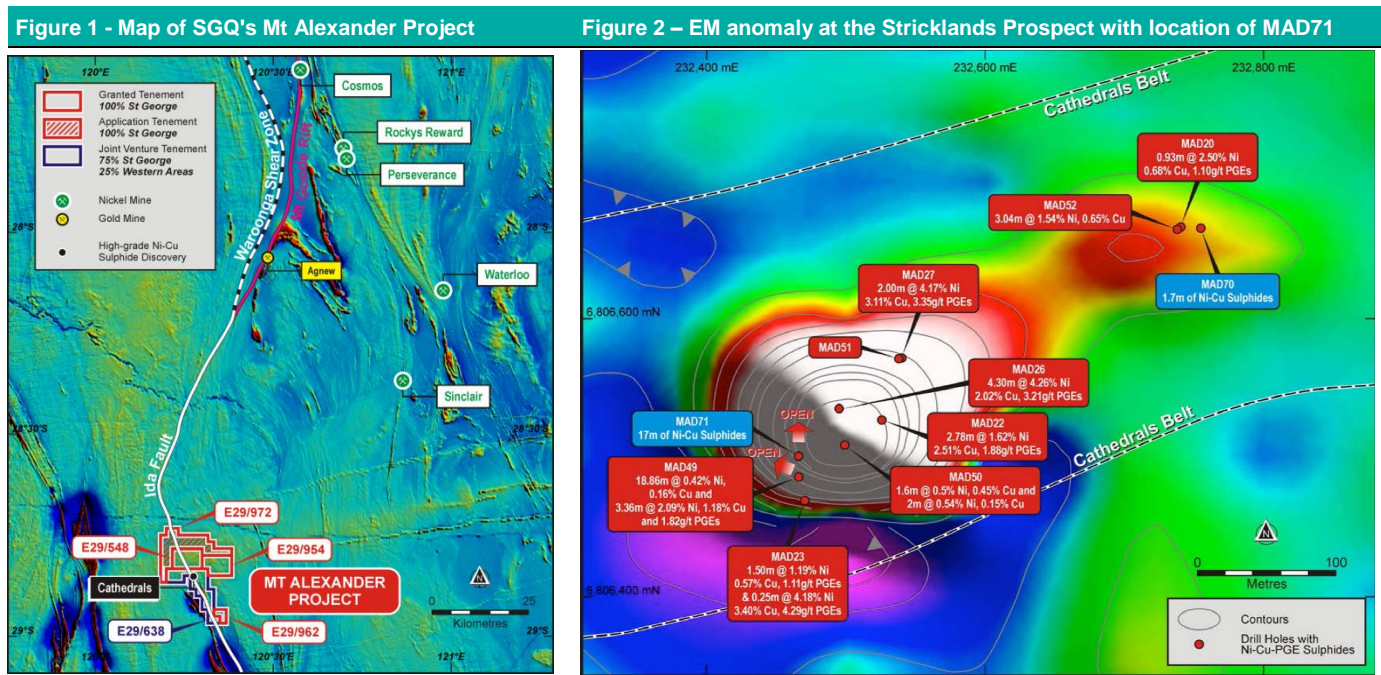 Figure 1 - Map of SGQ's Mt Alexander Project
120°E
120°30'E
121°E
Granted Tenement
100% St George
Application Tenement
100% St George
Joint Venture Tenement
75% St George
25% Western Areas
Nickel Mine
Gold Mine
High-grade Ni-Cu
Sulphide Discovery
Cosmos
Rockys Reward
Perseverance
Waroonga Shear Zone
Mt Goode Rift
28°S
28°S
Agnew
Waterloo
Sinclair
28°30'S
28°30'S
Ida Fault
E29/972
E29/548
E29/954
Cathedrals
MT ALEXANDER
PROJECT
E29/638
E29/962
N
0
25
Kilometres
29°S
29°S
120°E
120°30'E
121°E
Figure 2 – EM anomaly at the Stricklands Prospect with location of MAD71
232,400 mE
232,600 mE
232,800 mE
Cathedrals Belt
MAD20
0.93m @ 2.50% Ni
0.68% Cu, 1.10g/t PGEs
MAD52
3.04m @ 1.54% Ni, 0.65% Cu
MAD70
1.7m of Ni-Cu Sulphides
MAD27
2.00m @ 4.17% Ni
3.11% Cu, 3.35g/t PGEs
6,806,600 mN
MAD51
MAD26
4.30m @ 4.26% Ni
2.02% Cu, 3.21g/t PGEs
OPEN
MAD71
17m of Ni-Cu Sulphides
MAD22
2.78m @ 1.62% Ni
2.51% Cu, 1.88g/t PGEs
Cathedrals Belt
OPEN
MAD49
18.86m @ 0.42% Ni,
0.16% Cu and
3.36m @ 2.09% Ni, 1.18% Cu
and 1.82g/t PGEs
MAD50
1.6m @ 0.5% Ni, 0.45% Cu and
2m @ 0.54% Ni, 0.15% Cu
MAD23
1.50m @ 1.19% Ni
0.57% Cu, 1.11g/t PGEs
& 0.25m @ 4.18% Ni
3.40% Cu, 4.29g/t PGEs
6,806,400 mN
N
0
100
Metres
Contours
Drill Holes with
Ni-Cu-PGE Sulphides